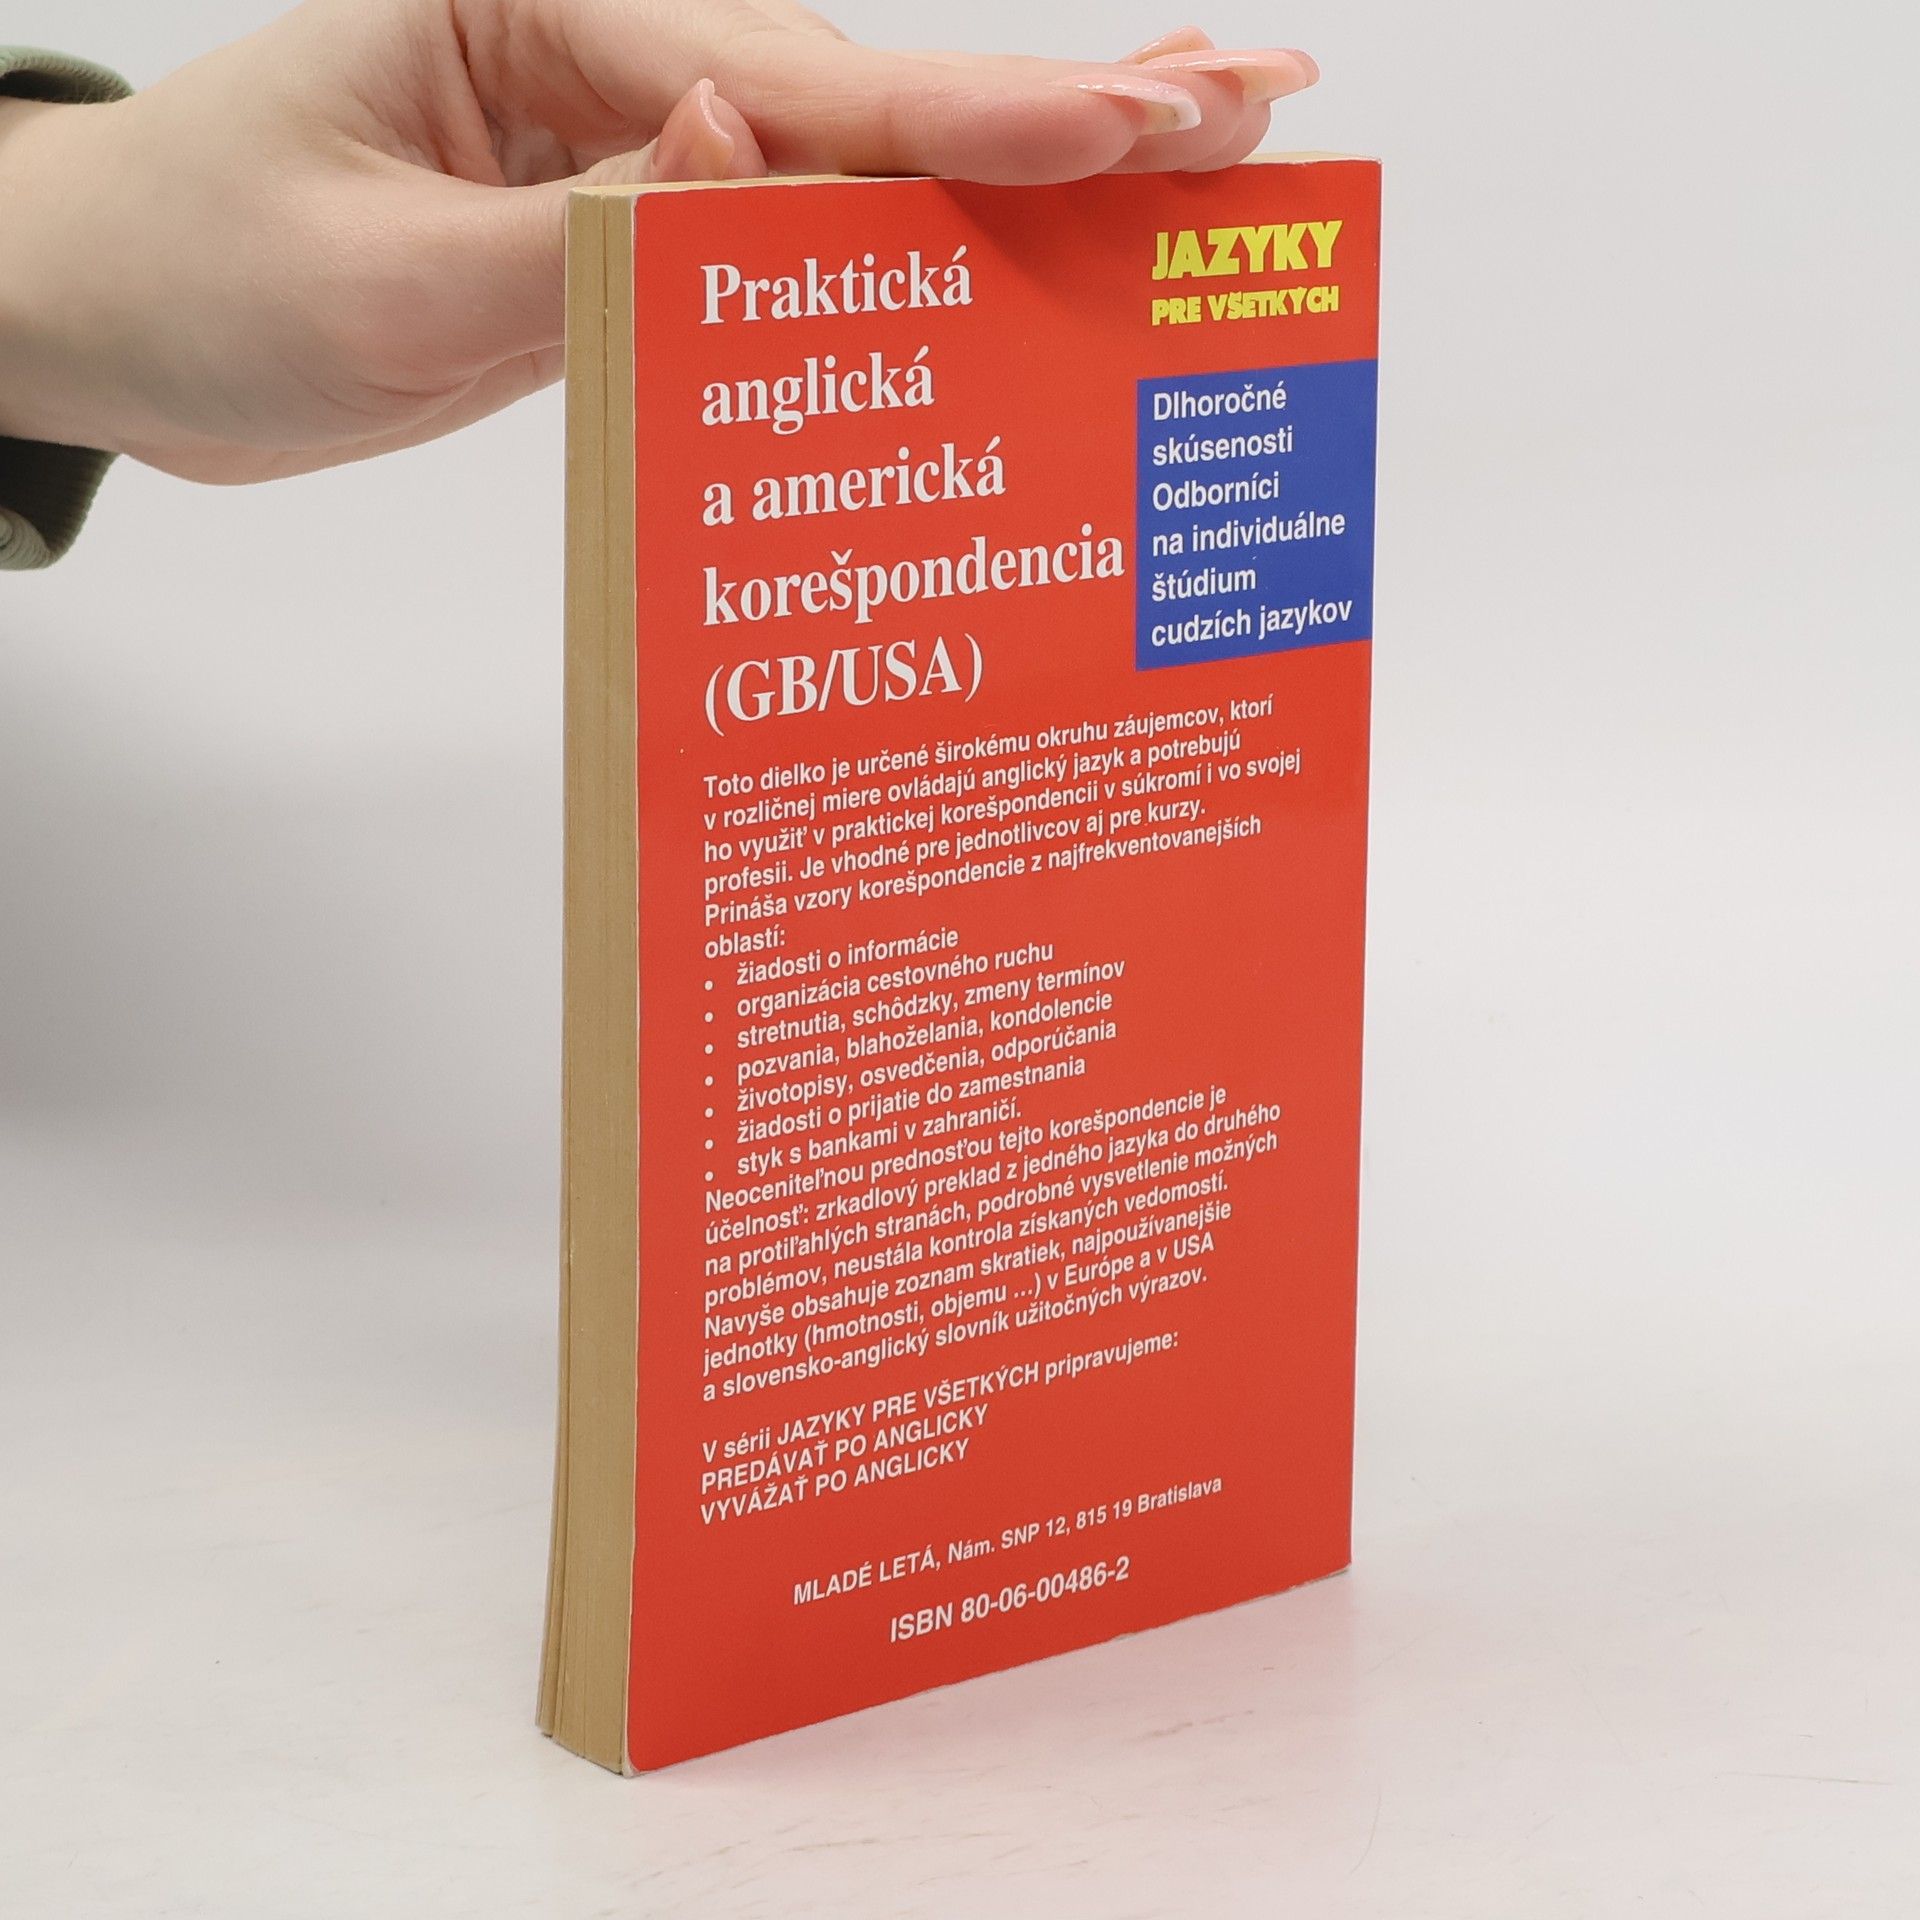 Praktická
anglická
a americká
korešpondencia
(GB/USA)
JAZYKY
PRE VŠETKÝCH
Dlhoročné
skúsenosti
Odborníci
na individuálne
štúdium
cudzích jazykov
Toto dielko je určené širokému okruhu záujemcov, ktorí
v rozličnej miere ovládajú anglický jazyk a potrebujú
ho využiť v praktickej korešpondencii v súkromí i vo svojej
profesii. Je vhodné pre jednotlivcov aj pre kurzy.
Prináša vzory korešpondencie z najfrekventovanejších
oblastí:
• žiadosti o informácie
• organizácia cestovného ruchu
• stretnutia, schôdzky, zmeny termínov
• pozvania, blahoželania, kondolencie
• životopisy, osvedčenia, odporúčania
• žiadosti o prijatie do zamestnania
• styk s bankami v zahraničí.
Neoceniteľnou prednosťou tejto korešpondencie je
účelnosť: zrkadlový preklad z jedného jazyka do druhého
na protiľahlých stranách, podrobné vysvetlenie možných
problémov, neustála kontrola získaných vedomostí.
Navyše obsahuje zoznam skratiek, najpoužívanejšie
jednotky (hmotnosti, objemu ...) v Európe a v USA
a slovensko-anglický slovník užitočných výrazov.
V sérii JAZYKY PRE VŠETKÝCH pripravujeme:
PREDÁVAŤ PO ANGLICKY
VYVÁŽAŤ PO ANGLICKY
MLADÉ LETÁ, Nám. SNP 12, 815 19 Bratislava
ISBN 80-06-00486-2